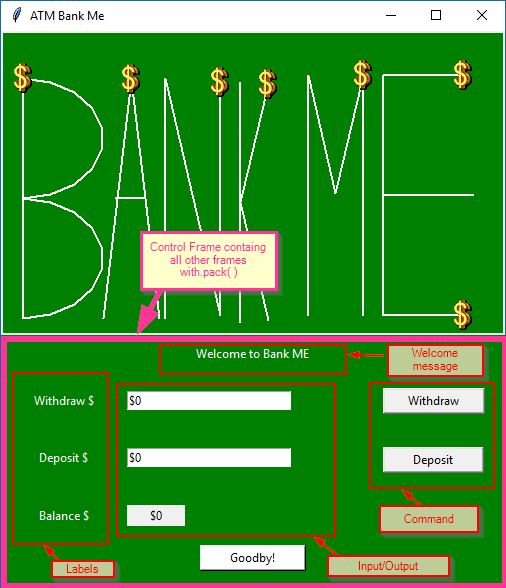 ATM Bank Me
$ $ $ $ $ $
BANK ME
$
Control Frame containg
all other frames
with.pack( )
Welcome to Bank ME
Welcome
message
Withdraw $
$0
Withdraw
Deposit $
$0
Deposit
Balance $
$0
Command
Goodby!
Labels
Input/Output